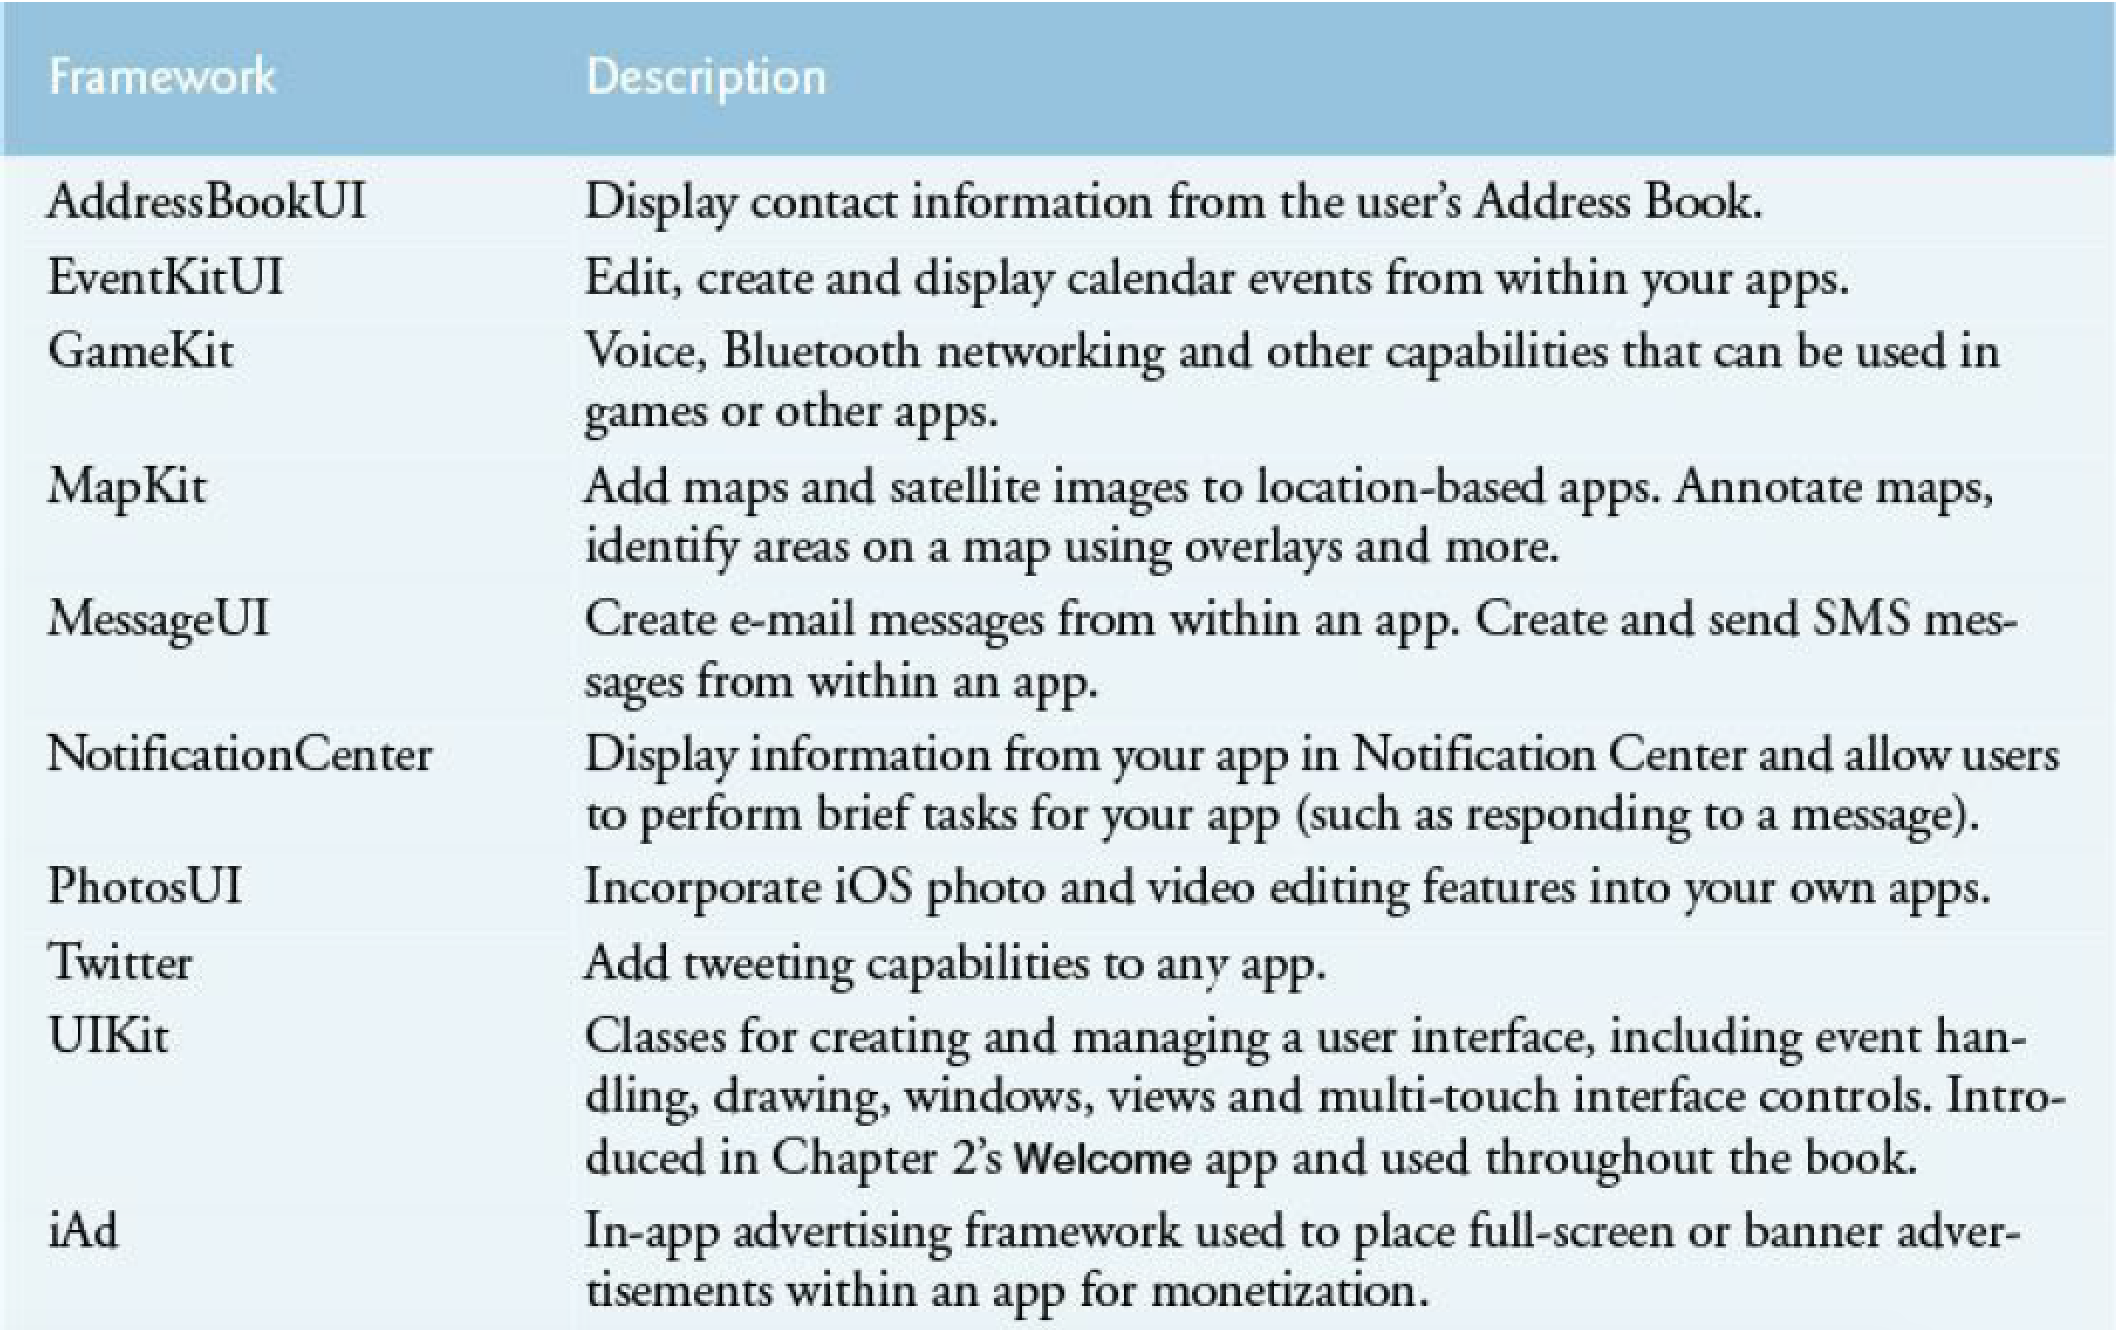 Framework Description
AddressBookUI Display contact information from the user’s Address Book.
EventKitUI Edit, create and display calendar events from within your apps.
GameKit Voice, Bluetooth networking and other capabilities that can be used in
games or other apps.
MapKit Add maps and satellite images to location-based apps. Annotate maps,
identify areas on a map using overlays and more.
MessageUI Create e-mail messages from within an app. Create and send SMS mes-
sages from within an app.
NotificationCenter Display information from your app in Notification Center and allow users
to perform brief tasks for your app (such as responding to a message).
PhotosUI Incorporate iOS photo and video editing features into your own apps.
Twitter Add tweeting capabilities to any app.
UIKit Classes for creating and managing a user interface, including event han-
dling, drawing, windows, views and multi-touch interface controls. Intro-
duced in Chapter 2’s Welcome app and used throughout the book.
iAd In-app advertising framework used to place full-screen or banner adver-
tisements within an app for monetization.